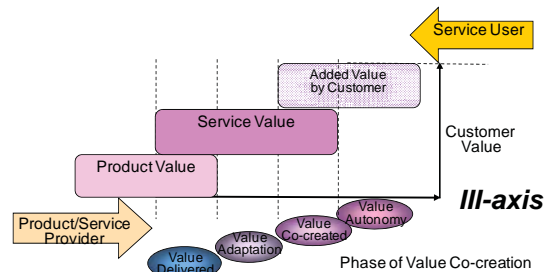 Service User
Added Value
by Customer
Service Value
Customer
Value
Product Value
III-axis
Product/Service
Provider
Value
Autonomy
Value
Co-created
Value
Adaptation
Value
Delivered
Phase of Value Co-creation